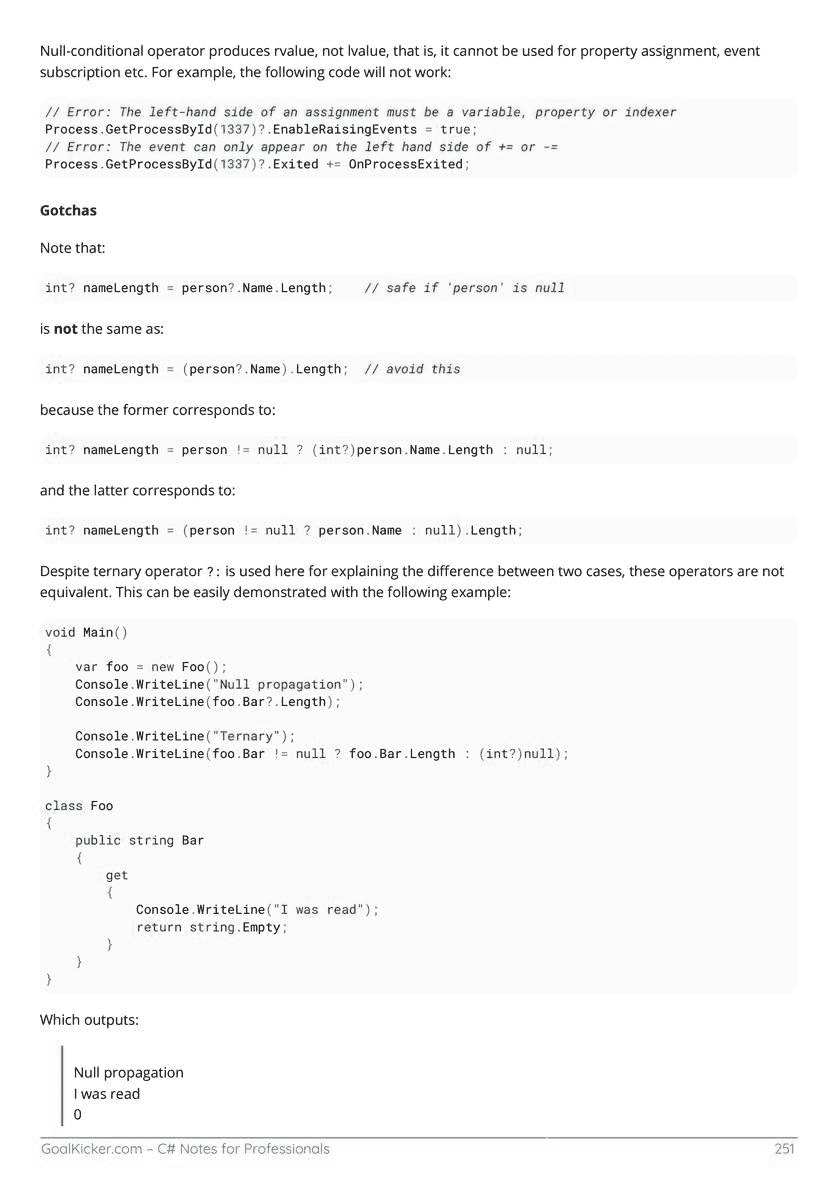 Null-conditional operator produces rvalue, not lvalue, that is, it cannot be used for property assignment, event
subscription etc. For example, the following code will not work:
// Error: The left-hand side of an assignment must be a variable, property or indexer
Process.GetProcessById(1337)?.EnableRaisingEvents = true;
// Error: The event can only appear on the left hand side of += or -=
Process.GetProcessById(1337)?.Exited += OnProcessExited;
Gotchas
Note that:
int? nameLength = person?.Name.Length;    // safe if 'person' is null
is not the same as:
int? nameLength = (person?.Name).Length;  // avoid this
because the former corresponds to:
int? nameLength = person != null ? (int?)person.Name.Length : null;
and the latter corresponds to:
int? nameLength = (person != null ? person.Name : null).Length;
Despite ternary operator ?: is used here for explaining the difference between two cases, these operators are not
equivalent. This can be easily demonstrated with the following example:
void Main()
{
    var foo = new Foo();
    Console.WriteLine("Null propagation");
    Console.WriteLine(foo.Bar?.Length);
    Console.WriteLine("Ternary");
    Console.WriteLine(foo.Bar != null ? foo.Bar.Length : (int?)null);
}
class Foo
{
    public string Bar
    {
        get
        {
            Console.WriteLine("I was read");
            return string.Empty;
        }
    }
}
Which outputs:
Null propagation
I was read
0
GoalKicker.com – C# Notes for Professionals 251